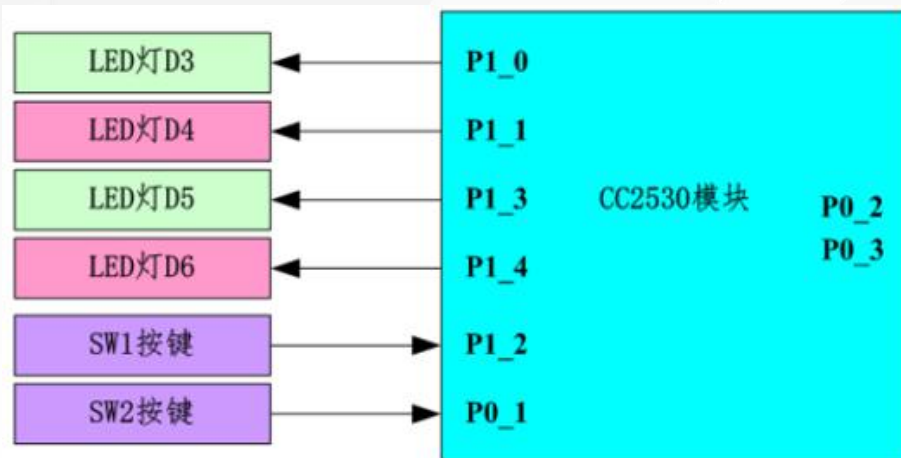 LED灯D3
P1_0
LED灯D4
P1_1
LED灯D5
P1_3
CC2530模块
P0_2
P0_3
LED灯D6
P1_4
SW1按键
P1_2
SW2按键
P0_1